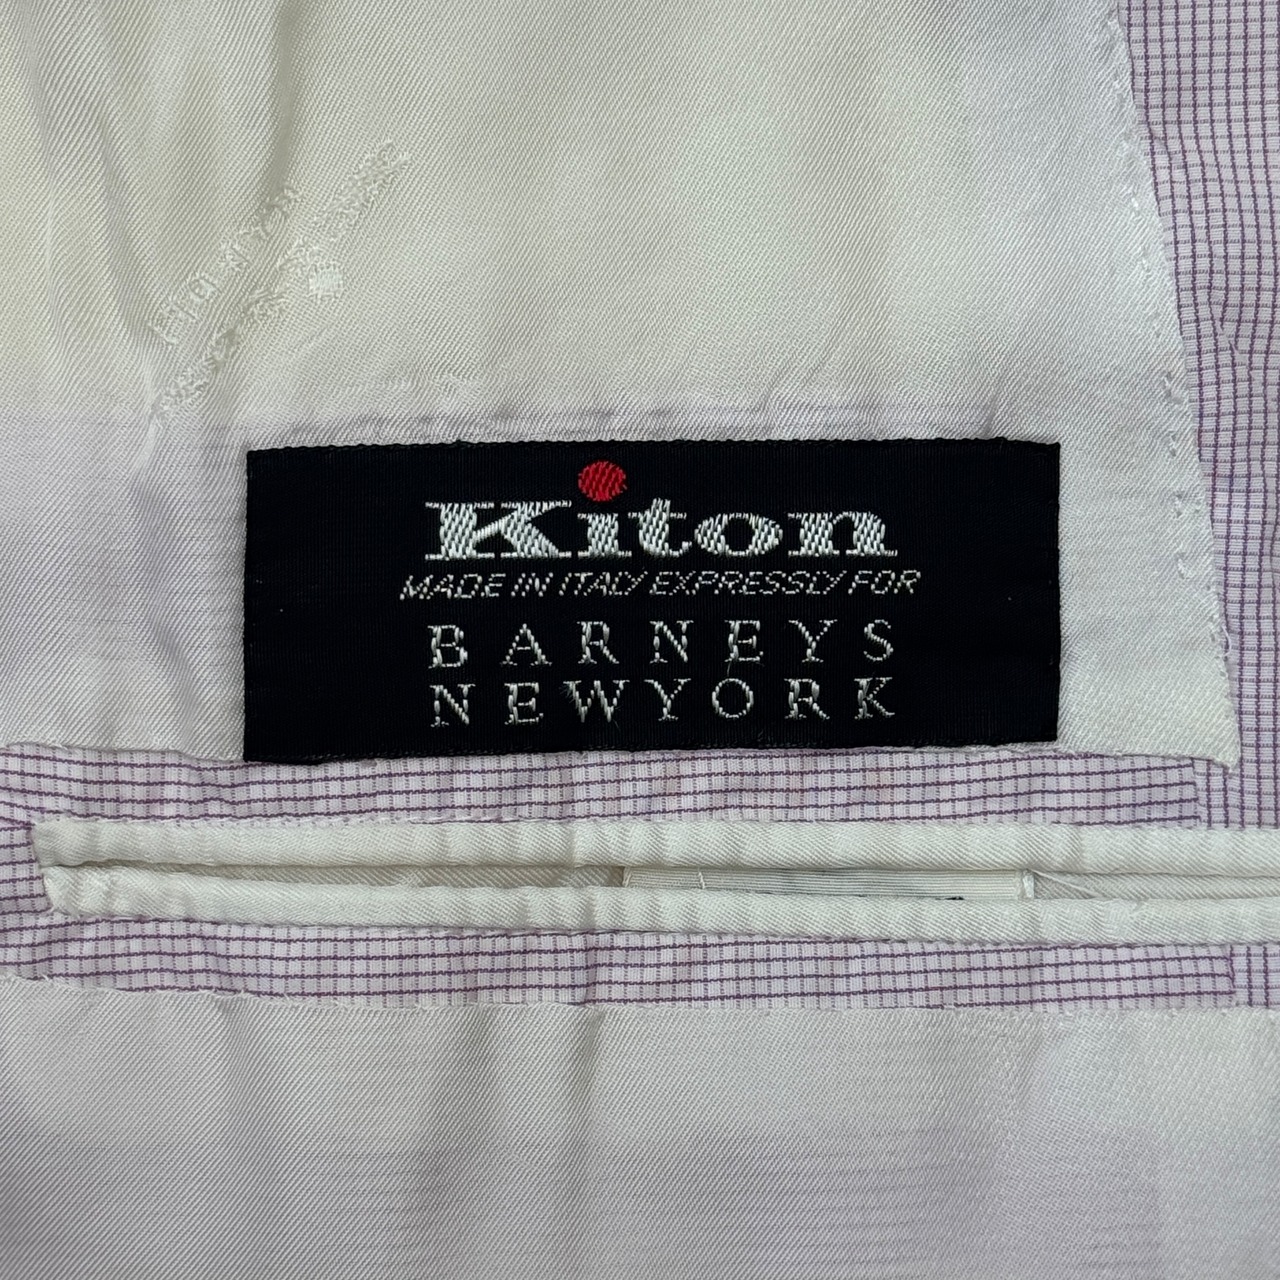 Kiton
MADE IN ITALY EXPRESSLY FOR
BARNEYS
NEWYORK